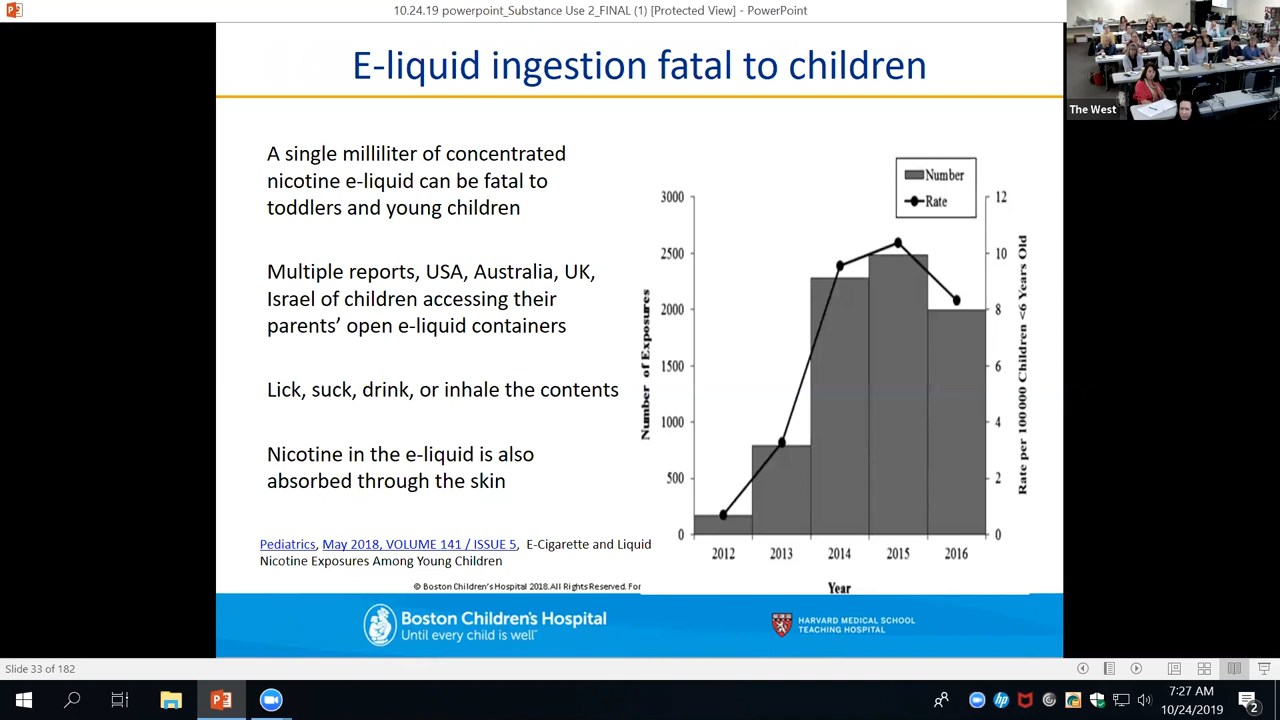 10.24.19 powerpoint_Substance Use 2_FINAL (1) [Protected View] - PowerPoint
The West
E-liquid ingestion fatal to children
A single milliliter of concentrated
nicotine e-liquid can be fatal to
toddlers and young children
Multiple reports, USA, Australia, UK,
Israel of children accessing their
parents’ open e-liquid containers
Lick, suck, drink, or inhale the contents
Nicotine in the e-liquid is also
absorbed through the skin
Pediatrics, May 2018, VOLUME 141 / ISSUE 5, E-Cigarette and Liquid
Nicotine Exposures Among Young Children
Number
Rate
Number of Exposures
3000
2500
2000
1500
1000
500
0
12
10
8
6
4
2
0
Rate per 100 000 Children <6 Years Old
2012 2013 2014 2015 2016
Year
© Boston Children's Hospital 2018. All Rights Reserved. For
Boston Children's Hospital
Until every child is well™
HARVARD MEDICAL SCHOOL
TEACHING HOSPITAL
Slide 33 of 182
7:27 AM
10/24/2019
2